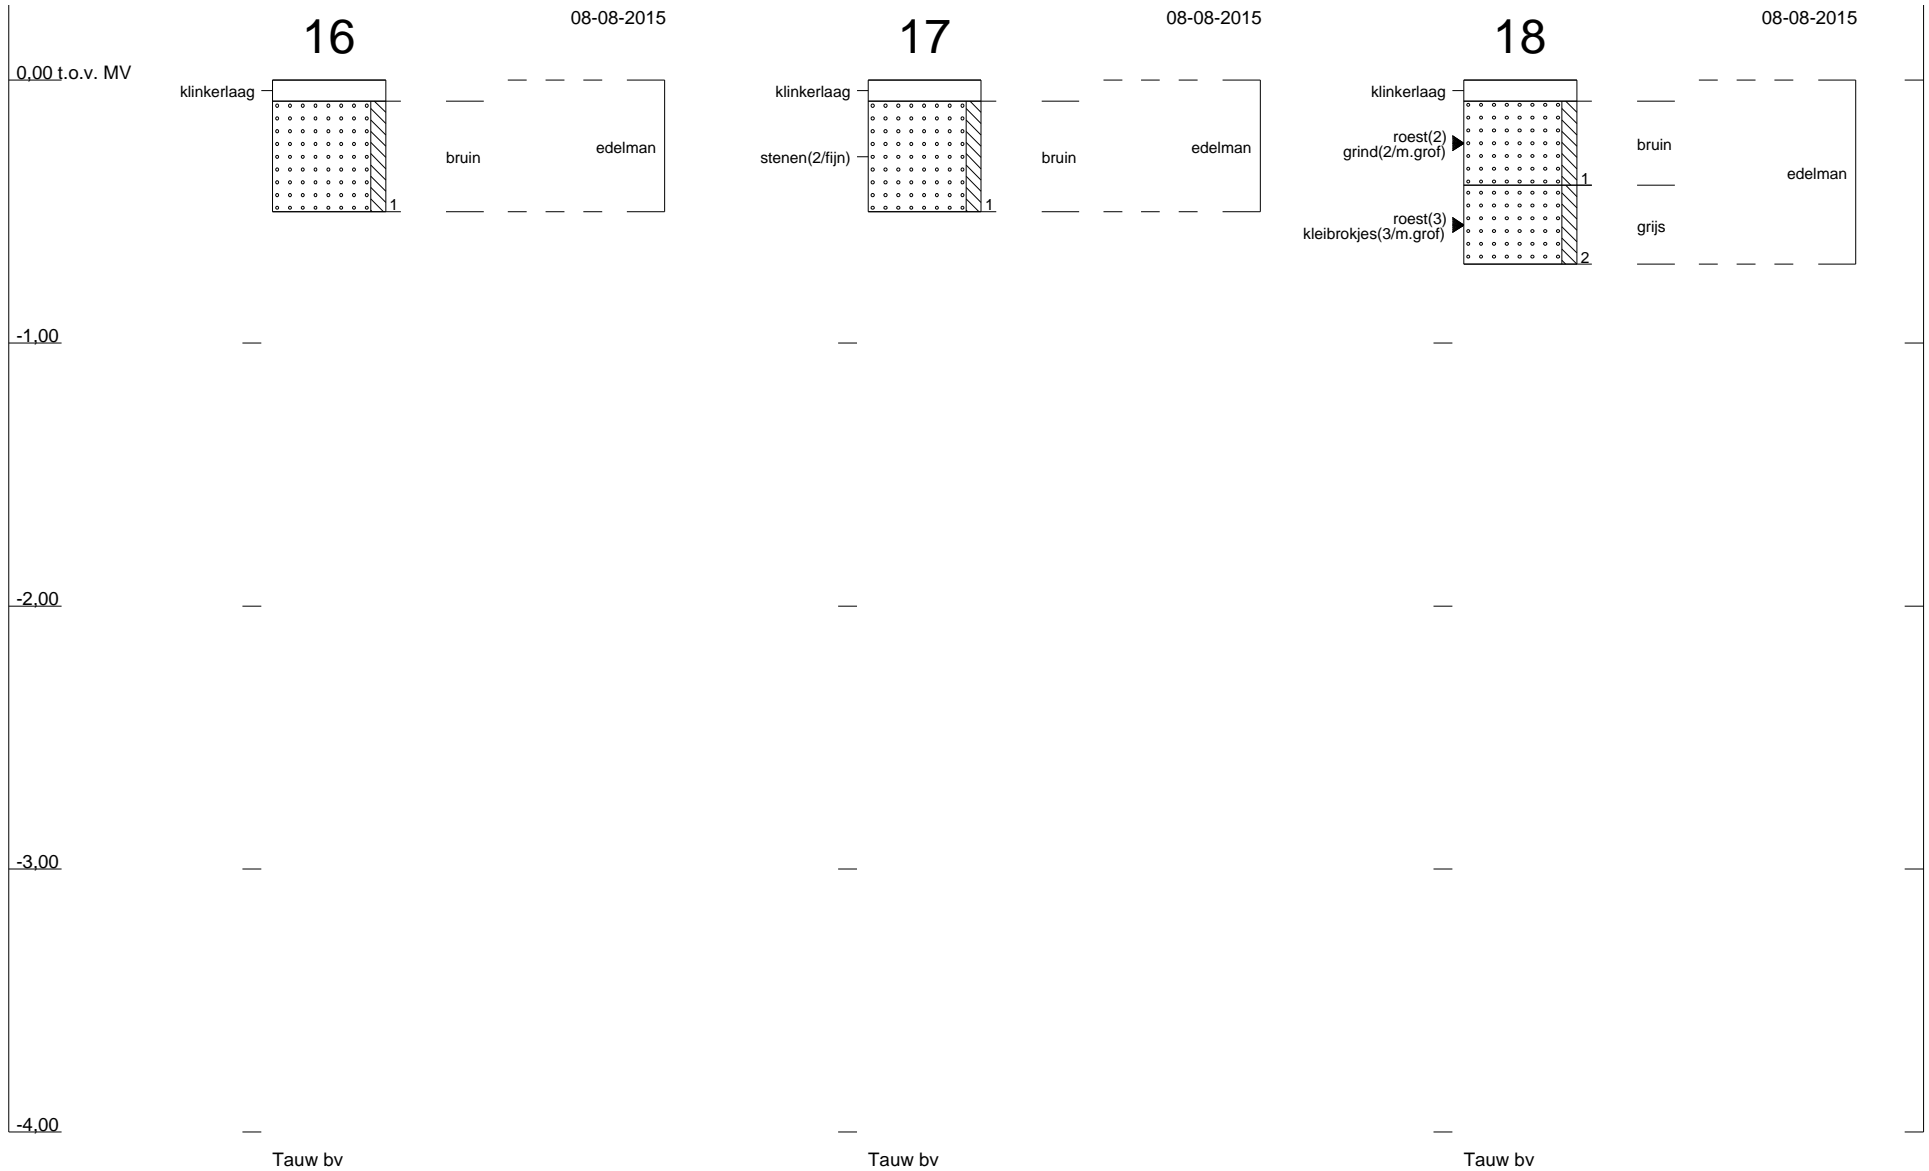 16
08-08-2015
17
08-08-2015
18
08-08-2015
0,00 t.o.v. MV
klinkerlaag
bruin
edelman
1
klinkerlaag
stenen(2/fijn)
bruin
edelman
1
klinkerlaag
roest(2)
grind(2/m.grof)
bruin
edelman
1
roest(3)
kleibrokjes(3/m.grof)
grijs
2
-1,00
-2,00
-3,00
-4,00
Tauw bv
Tauw bv
Tauw bv